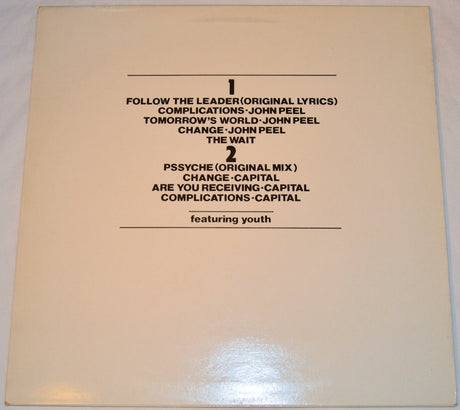 1
FOLLOW THE LEADER(ORIGINAL LYRICS)
COMPLICATIONS·JOHN PEEL
TOMORROW'S WORLD·JOHN PEEL
CHANGE·JOHN PEEL
THE WAIT
2
PSSYCHE(ORIGINAL MIX)
CHANGE·CAPITAL
ARE YOU RECEIVING·CAPITAL
COMPLICATIONS·CAPITAL
featuring youth